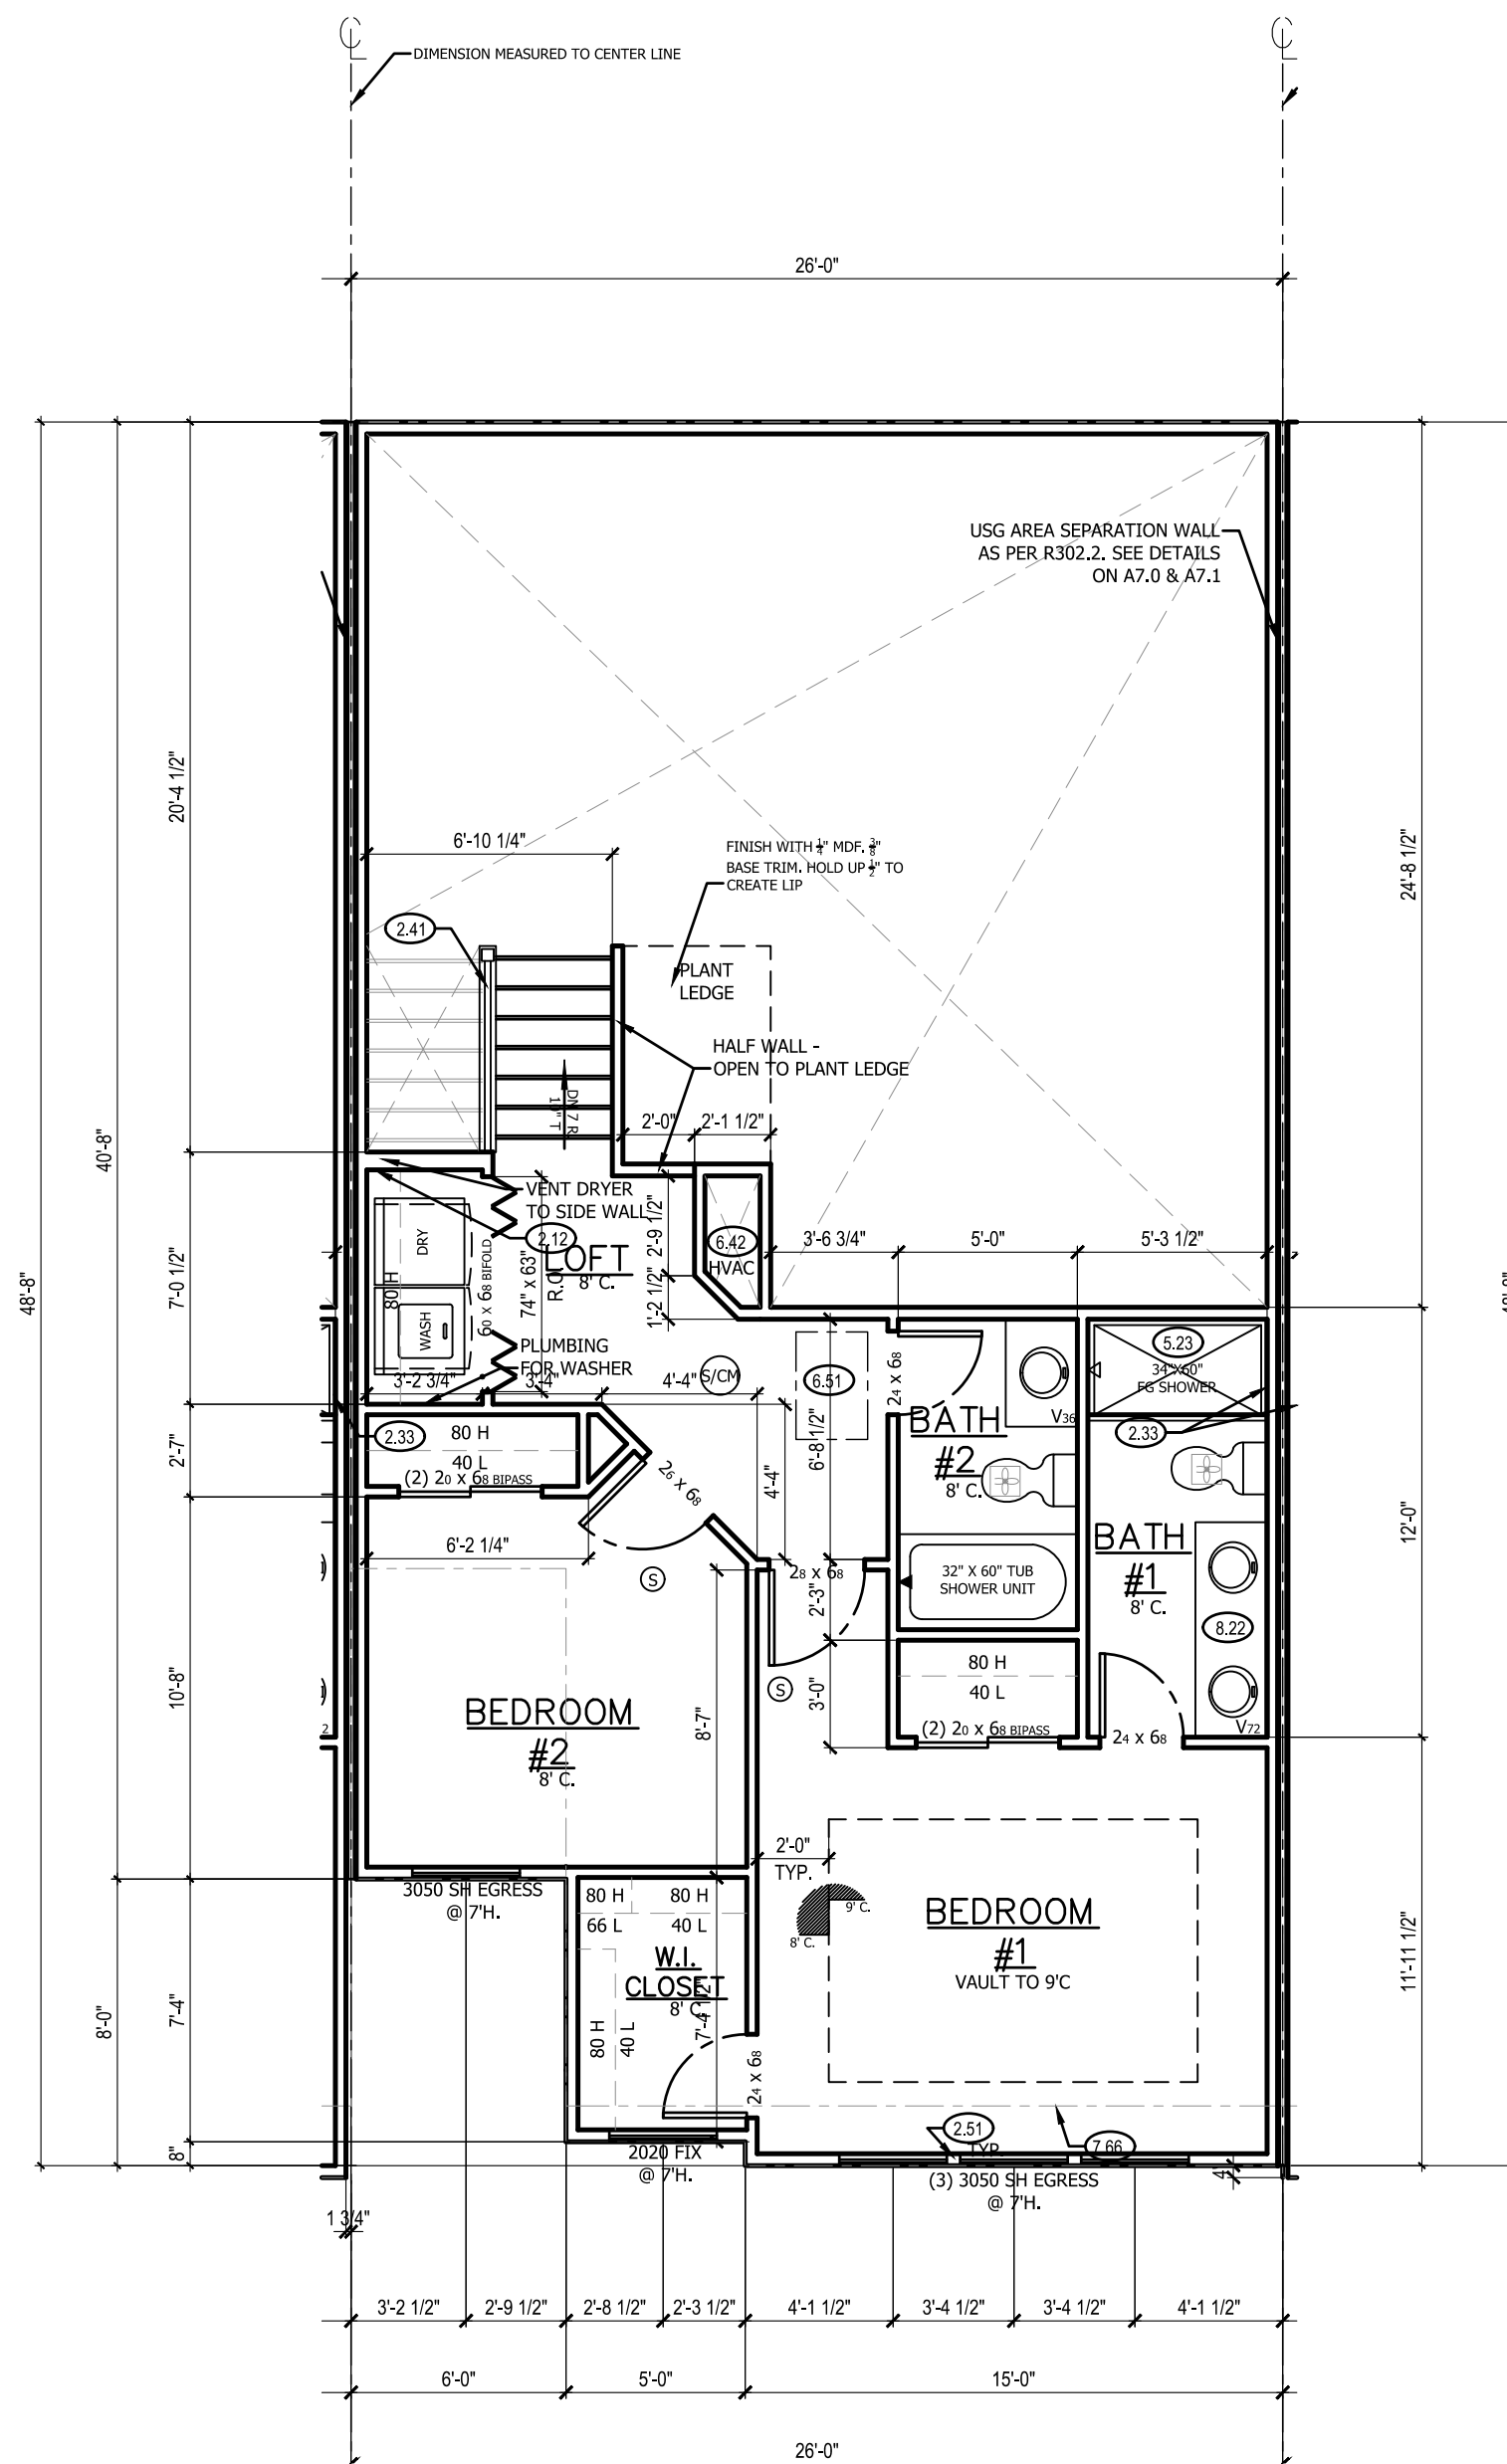 DIMENSION MEASURED TO CENTER LINE
26'-0"
USG AREA SEPARATION WALL
AS PER R302.2. SEE DETAILS
ON A7.0 & A7.1
20'-4 1/2"
24'-8 1/2"
6'-10 1/4"
FINISH WITH 1/4" MDF. 3/8"
BASE TRIM. HOLD UP 1/2" TO
CREATE LIP
2.41
PLANT
LEDGE
HALF WALL -
OPEN TO PLANT LEDGE
DN 7 R
10" T
2'-0"
2'-1 1/2"
40'-8"
48'-8"
VENT DRYER
TO SIDE WALL
2.12
LOFT
8' C.
DRY
80 H
WASH
60 x 68 BIFOLD
74" x 63"
R.O.
2'-9 1/2"
1'-2 1/2"
6.42
HVAC
3'-6 3/4"
5'-0"
5'-3 1/2"
7'-0 1/2"
PLUMBING
FOR WASHER
3'-2 3/4"
3'-4"
4'-4"
S/CM
6.51
24 x 68
5.23
34"X60"
FG SHOWER
V36
2.33
80 H
40 L
(2) 20 x 68 BIPASS
2'-7"
26 x 68
4'-4"
6'-8 1/2"
BATH
#2
8' C.
2.33
12'-0"
6'-2 1/4"
S
28 x 68
2'-3"
32" X 60" TUB
SHOWER UNIT
BATH
#1
8' C.
8.22
10'-8"
BEDROOM
#2
8' C.
8'-7"
S
3'-0"
80 H
40 L
(2) 20 x 68 BIPASS
24 x 68
V72
2
2'-0"
TYP.
3050 SH EGRESS
@ 7'H.
80 H
66 L
80 H
40 L
9' C.
8' C.
BEDROOM
#1
VAULT TO 9'C
W.I.
CLOSET
8' C.
7'-4 1/2"
80 H
40 L
24 x 68
11'-11 1/2"
8'-0"
7'-4"
8"
2.51
TYP.
7.66
2020 FIX
@ 7'H.
(3) 3050 SH EGRESS
@ 7'H.
1 3/4"
3'-2 1/2"
2'-9 1/2"
2'-8 1/2"
2'-3 1/2"
4'-1 1/2"
3'-4 1/2"
3'-4 1/2"
4'-1 1/2"
6'-0"
5'-0"
15'-0"
26'-0"